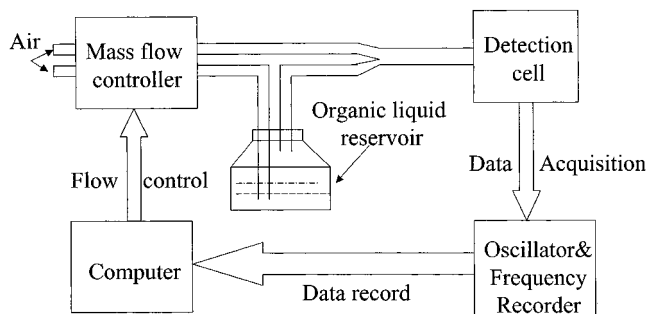 Air
Mass flow
controller
Detection
cell
Organic liquid
reservoir
Flow control
Data Acquisition
Computer
Data record
Oscillator&
Frequency
Recorder